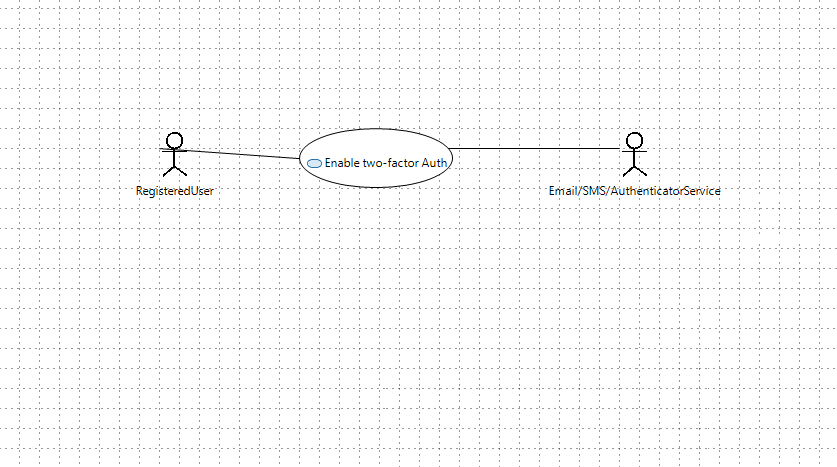 Enable two-factor Auth
RegisteredUser
Email/SMS/AuthenticatorService